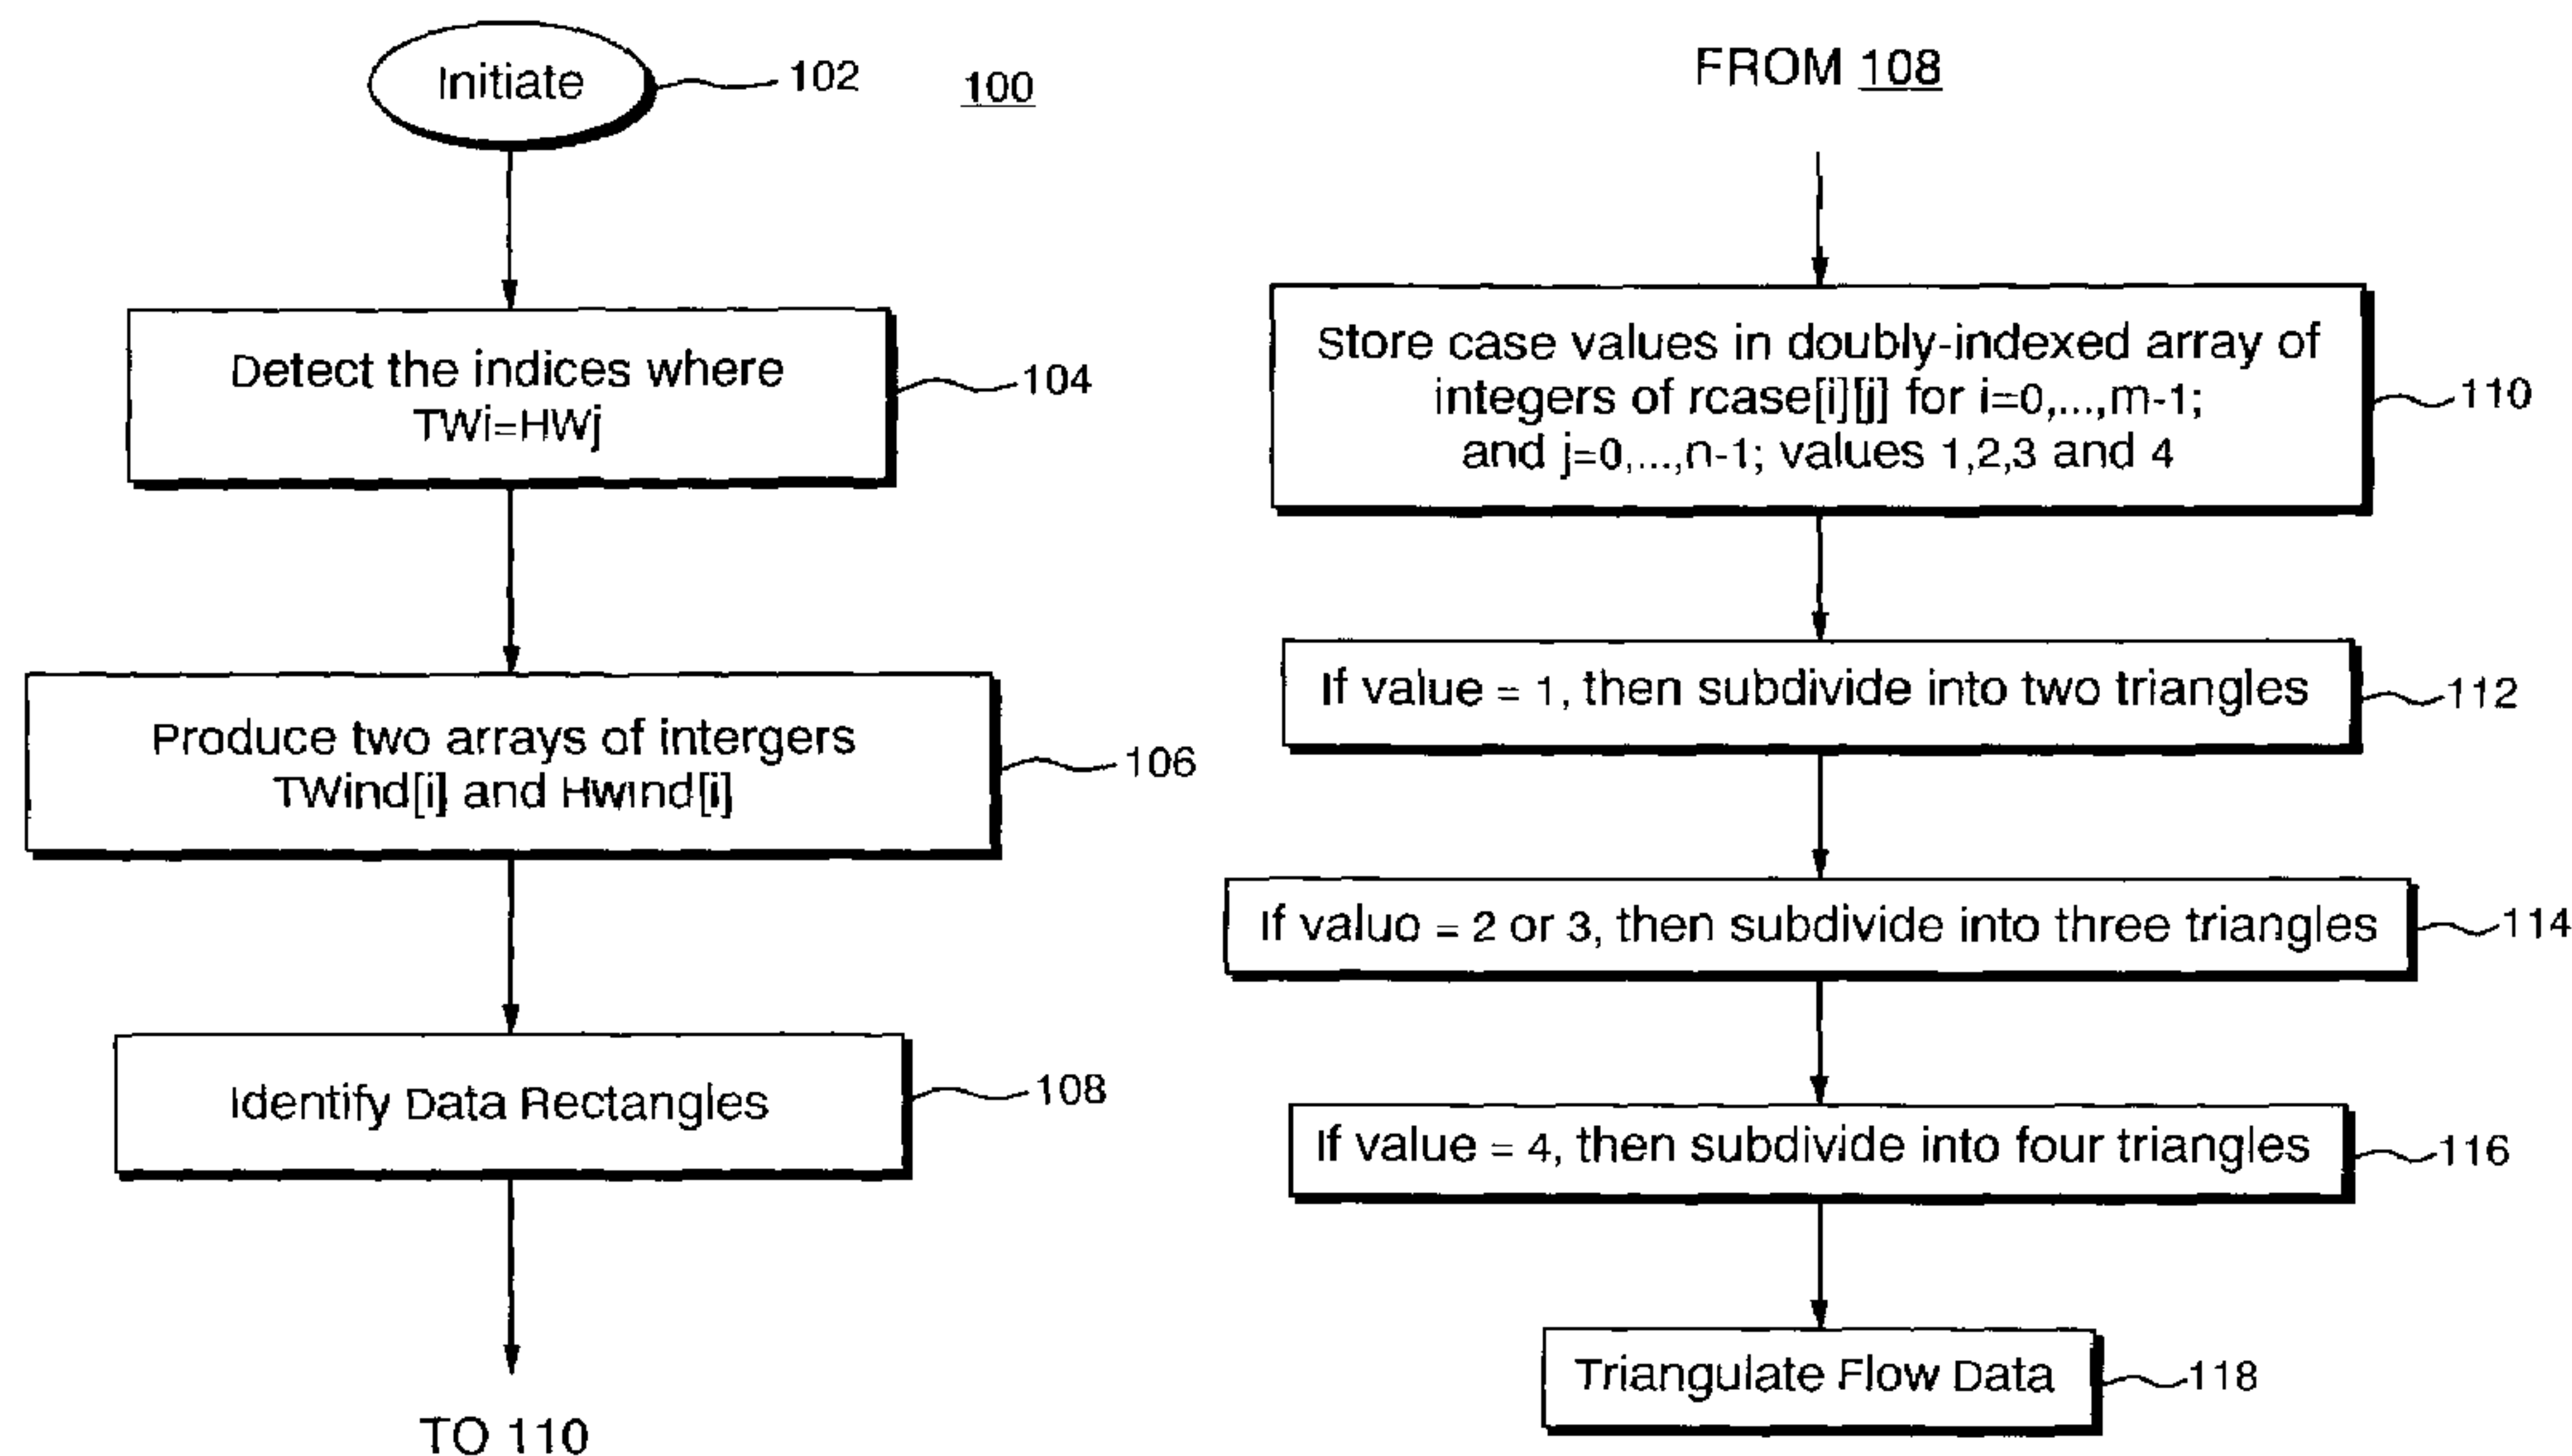 Initiate
102
100
Detect the indices where
TWi=HWj
104
Produce two arrays of intergers
TWind[i] and Hwind[i]
106
Identify Data Rectangles
108
TO 110
FROM 108
Store case values in doubly-indexed array of
integers of rcase[i][j] for i=0,...,m-1;
and j=0,...,n-1; values 1,2,3 and 4
110
If value = 1, then subdivide into two triangles
112
If valuo = 2 or 3, then subdivide into three triangles
114
If value = 4, then subdivide into four triangles
116
Triangulate Flow Data
118